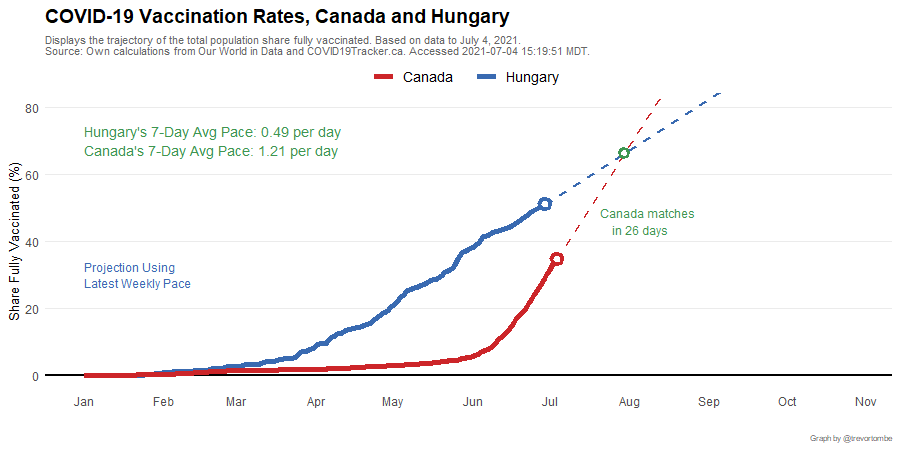 COVID-19 Vaccination Rates, Canada and Hungary
Displays the trajectory of the total population share fully vaccinated. Based on data to July 4, 2021.
Source: Own calculations from Our World in Data and COVID19Tracker.ca. Accessed 2021-07-04 15:19:51 MDT.
Canada Hungary
Share Fully Vaccinated (%)
80
Hungary's 7-Day Avg Pace: 0.49 per day
Canada's 7-Day Avg Pace: 1.21 per day
60
Canada matches
in 26 days
40
Projection Using
Latest Weekly Pace
20
0
Jan Feb Mar Apr May Jun Jul Aug Sep Oct Nov
Graph by @trevortombe